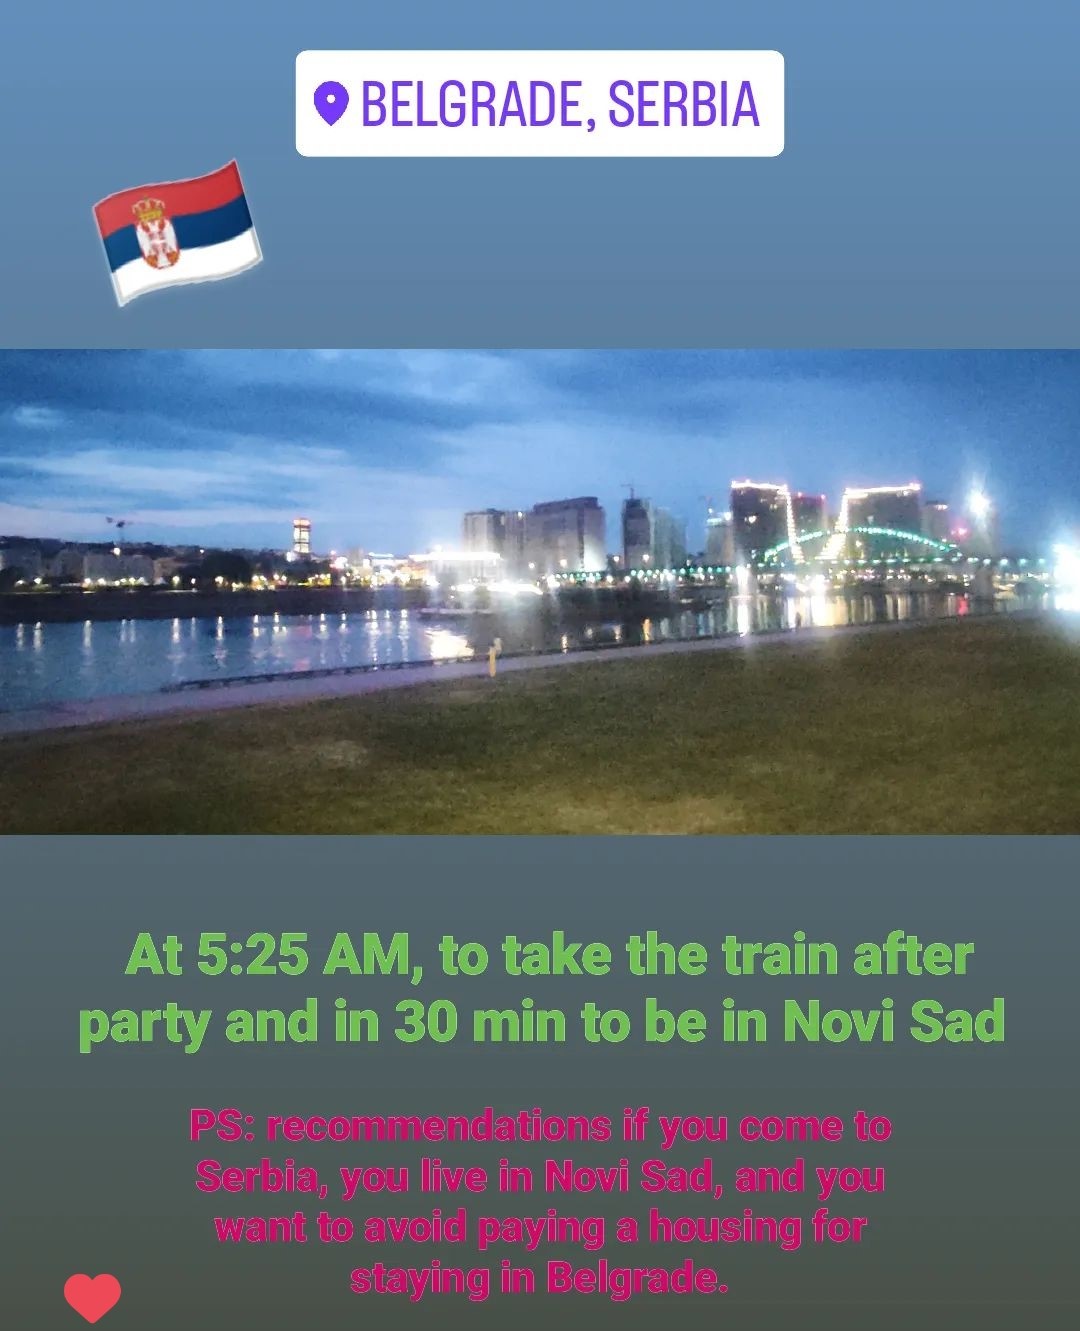 BELGRADE, SERBIA
At 5:25 AM, to take the train after
party and in 30 min to be in Novi Sad
PS: recommendations if you come to
Serbia, you live in Novi Sad, and you
want to avoid paying a housing for
staying in Belgrade.